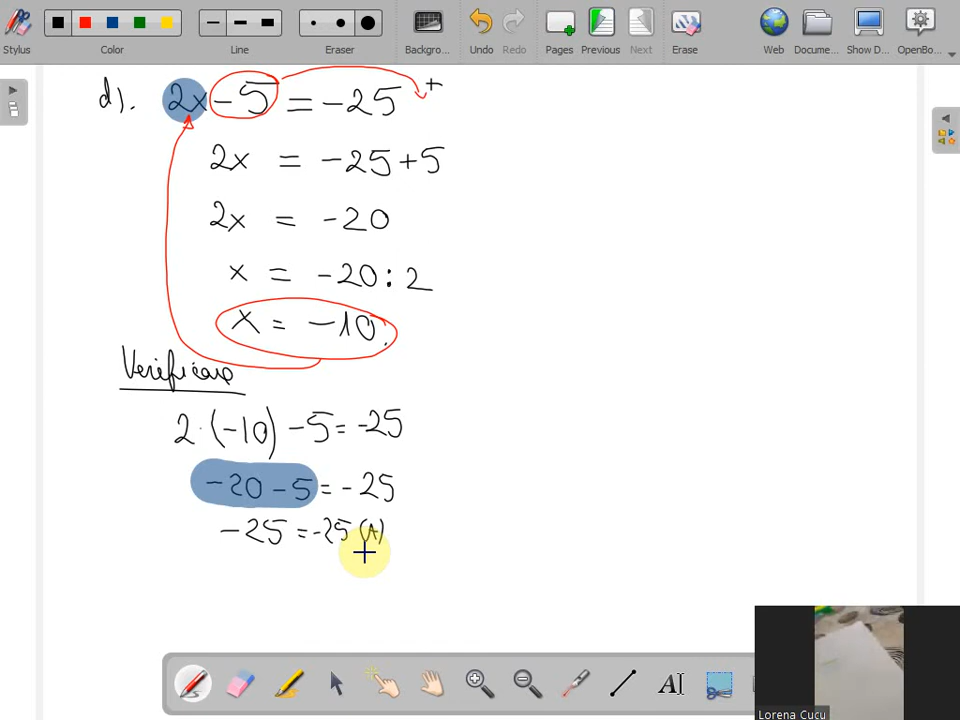 Stylus Color Line Eraser Backgro... Undo Redo Pages Previous Next Erase Web Docume... Show D... OpenBo...
d). 2x - 5 = -25 +
2x = -25 + 5
2x = -20
x = -20 : 2
x = -10.
Verificare
2 · (-10) - 5 = -25
-20 - 5 = -25
-25 = -25 (A)
Lorena Cucu